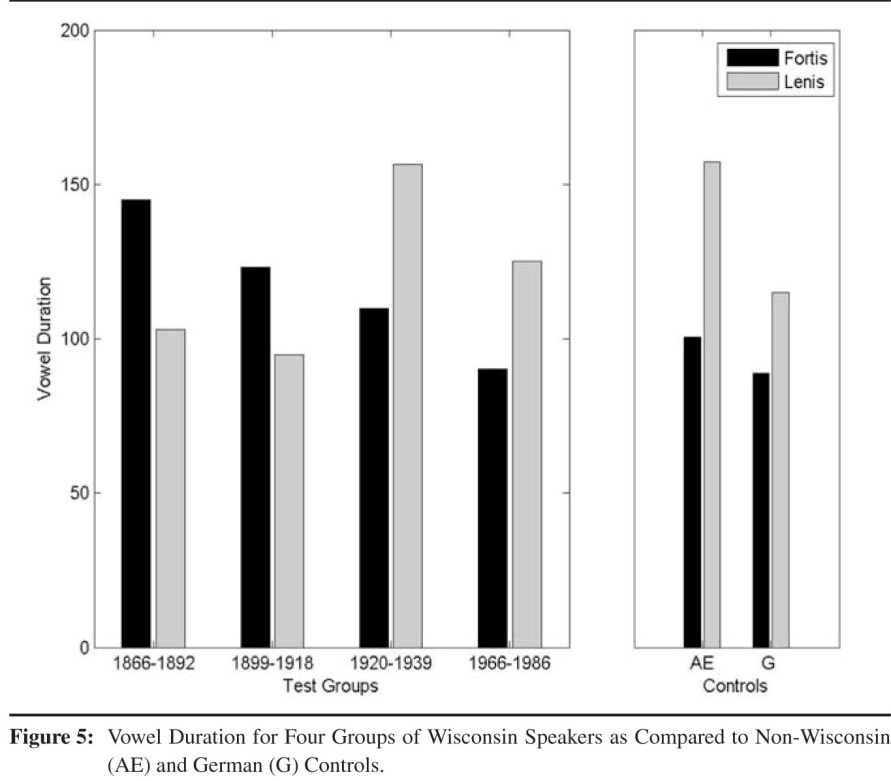 200
150
100
50
0
Vowel Duration
1866-1892 1899-1918 1920-1939 1966-1986
Test Groups
Fortis
Lenis
AE G
Controls
Figure 5: Vowel Duration for Four Groups of Wisconsin Speakers as Compared to Non-Wisconsin
(AE) and German (G) Controls.